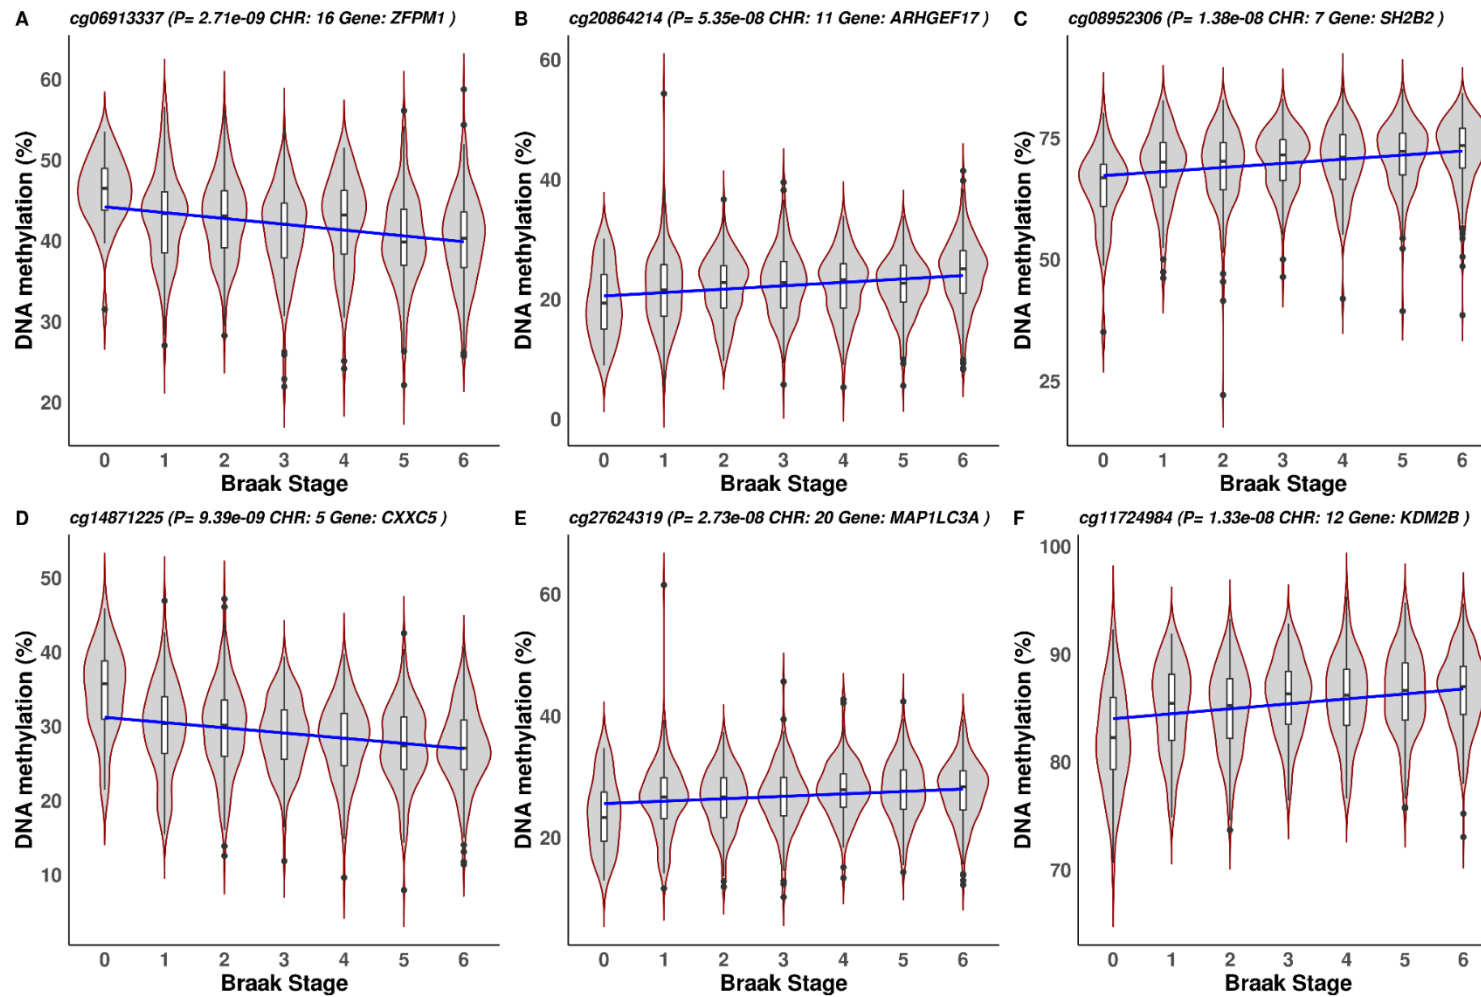 A
cg06913337 (P= 2.71e-09 CHR: 16 Gene: ZFPM1 )
60
50
40
30
20
DNA methylation (%)
0 1 2 3 4 5 6
Braak Stage
B
cg20864214 (P= 5.35e-08 CHR: 11 Gene: ARHGEF17 )
60
40
20
0
DNA methylation (%)
0 1 2 3 4 5 6
Braak Stage
C
cg08952306 (P= 1.38e-08 CHR: 7 Gene: SH2B2 )
75
50
25
DNA methylation (%)
0 1 2 3 4 5 6
Braak Stage
D
cg14871225 (P= 9.39e-09 CHR: 5 Gene: CXXC5 )
50
40
30
20
10
DNA methylation (%)
0 1 2 3 4 5 6
Braak Stage
E
cg27624319 (P= 2.73e-08 CHR: 20 Gene: MAP1LC3A )
60
40
20
DNA methylation (%)
0 1 2 3 4 5 6
Braak Stage
F
cg11724984 (P= 1.33e-08 CHR: 12 Gene: KDM2B )
100
90
80
70
DNA methylation (%)
0 1 2 3 4 5 6
Braak Stage